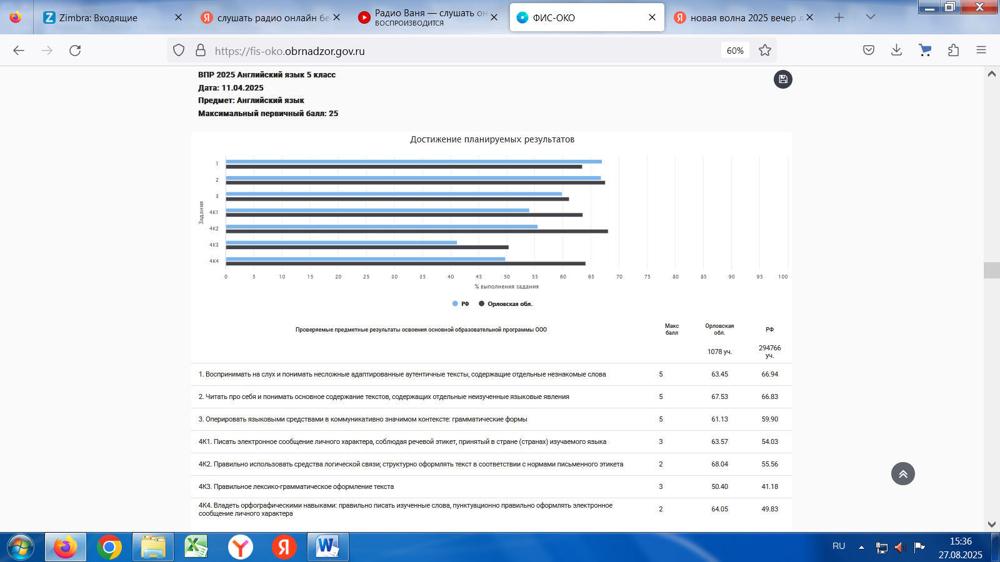 Zimbra: Входящие
слушать радио онлайн бе
Радио Ваня — слушать он
ВОСПРОИЗВОДИТСЯ
ФИС-ОКО
новая волна 2025 вечер л
https://fis-oko.obrnadzor.gov.ru
60%
ВПР 2025 Английский язык 5 класс
Дата: 11.04.2025
Предмет: Английский язык
Максимальный первичный балл: 25
Достижение планируемых результатов
Задания
1
2
3
4К1
4К2
4К3
4К4
0 5 10 15 20 25 30 35 40 45 50 55 60 65 70 75 80 85 90 95 100
% выполнения задания
РФ Орловская обл.
Проверяемые предметные результаты освоения основной образовательной программы ООО
Макс балл
Орловская обл.
РФ
1078 уч.
294766 уч.
1. Воспринимать на слух и понимать несложные адаптированные аутентичные тексты, содержащие отдельные незнакомые слова 5 63.45 66.94
2. Читать про себя и понимать основное содержание текстов, содержащих отдельные неизученные языковые явления 5 67.53 66.83
3. Оперировать языковыми средствами в коммуникативно значимом контексте: грамматические формы 5 61.13 59.90
4К1. Писать электронное сообщение личного характера, соблюдая речевой этикет, принятый в стране (странах) изучаемого языка 3 63.57 54.03
4К2. Правильно использовать средства логической связи; структурно оформлять текст в соответствии с нормами письменного этикета 2 68.04 55.56
4К3. Правильное лексико-грамматическое оформление текста 3 50.40 41.18
4К4. Владеть орфографическими навыками: правильно писать изученные слова, пунктуационно правильно оформлять электронное
сообщение личного характера 2 64.05 49.83
RU
15:36
27.08.2025